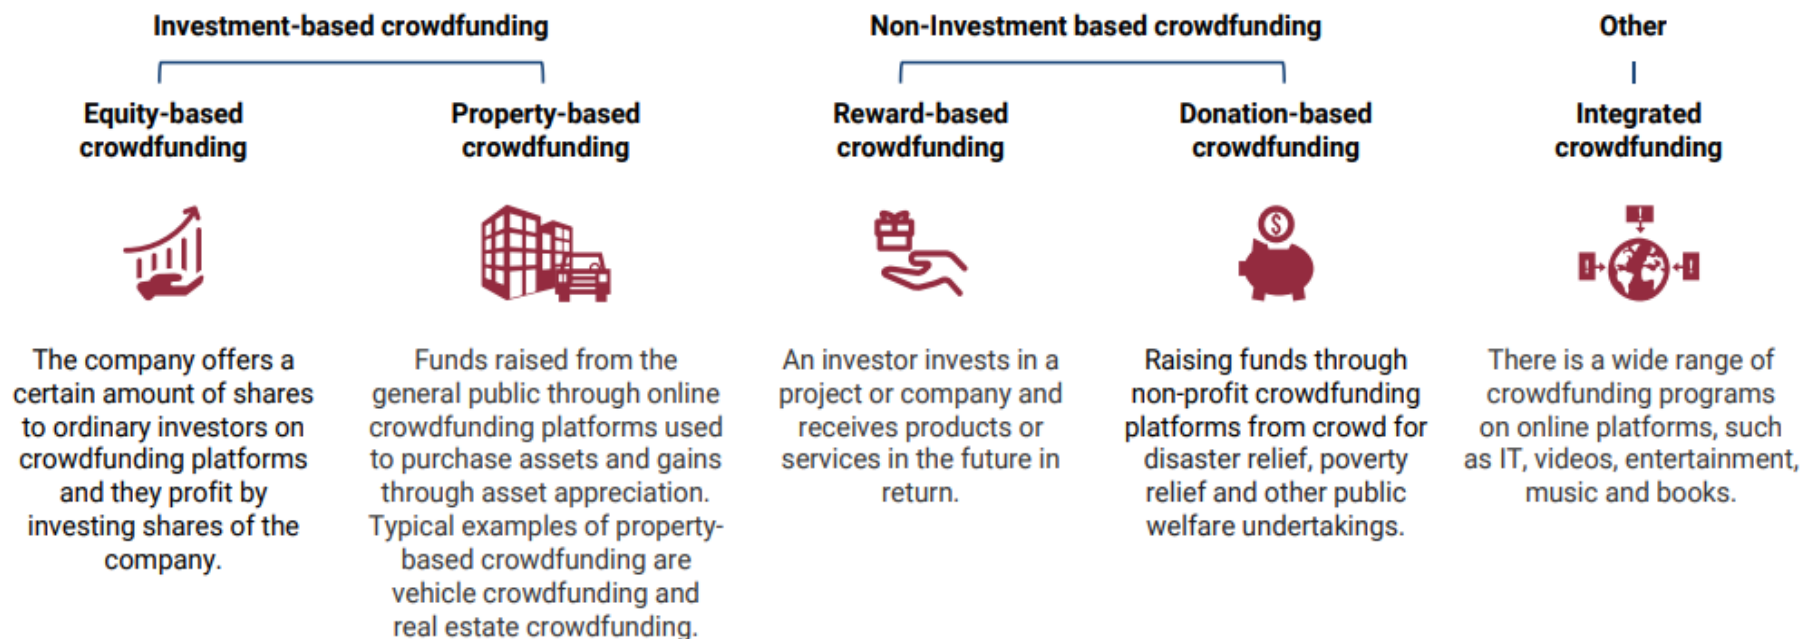 Investment-based crowdfunding
Non-Investment based crowdfunding
Other
Equity-based
crowdfunding
Property-based
crowdfunding
Reward-based
crowdfunding
Donation-based
crowdfunding
Integrated
crowdfunding
$
! ! !
The company offers a
certain amount of shares
to ordinary investors on
crowdfunding platforms
and they profit by
investing shares of the
company.
Funds raised from the
general public through online
crowdfunding platforms used
to purchase assets and gains
through asset appreciation.
Typical examples of property-
based crowdfunding are
vehicle crowdfunding and
real estate crowdfunding.
An investor invests in a
project or company and
receives products or
services in the future in
return.
Raising funds through
non-profit crowdfunding
platforms from crowd for
disaster relief, poverty
relief and other public
welfare undertakings.
There is a wide range of
crowdfunding programs
on online platforms, such
as IT, videos, entertainment,
music and books.